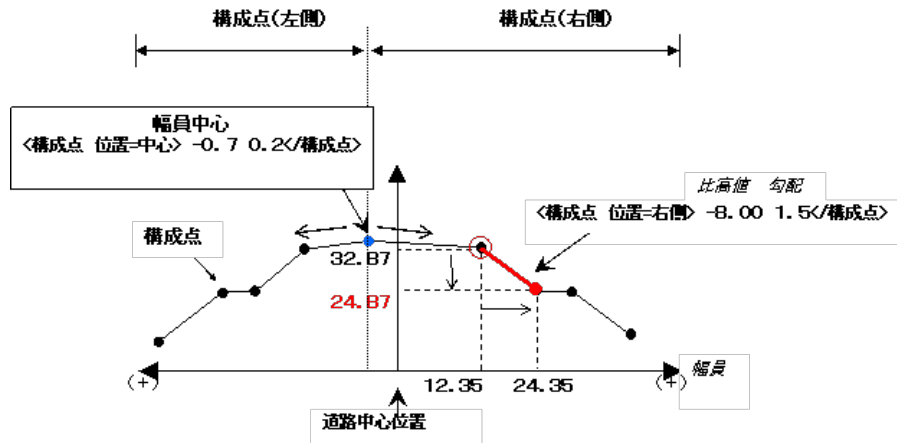 構成点(左側)
構成点(右側)
幅員中心
<構成点 位置=中心> -0.7 0.2</構成点>
比高値 勾配
<構成点 位置=右側> -8.00 1.5</構成点>
構成点
32.87
24.87
12.35
24.35
(+)
(+)
幅員
道路中心位置